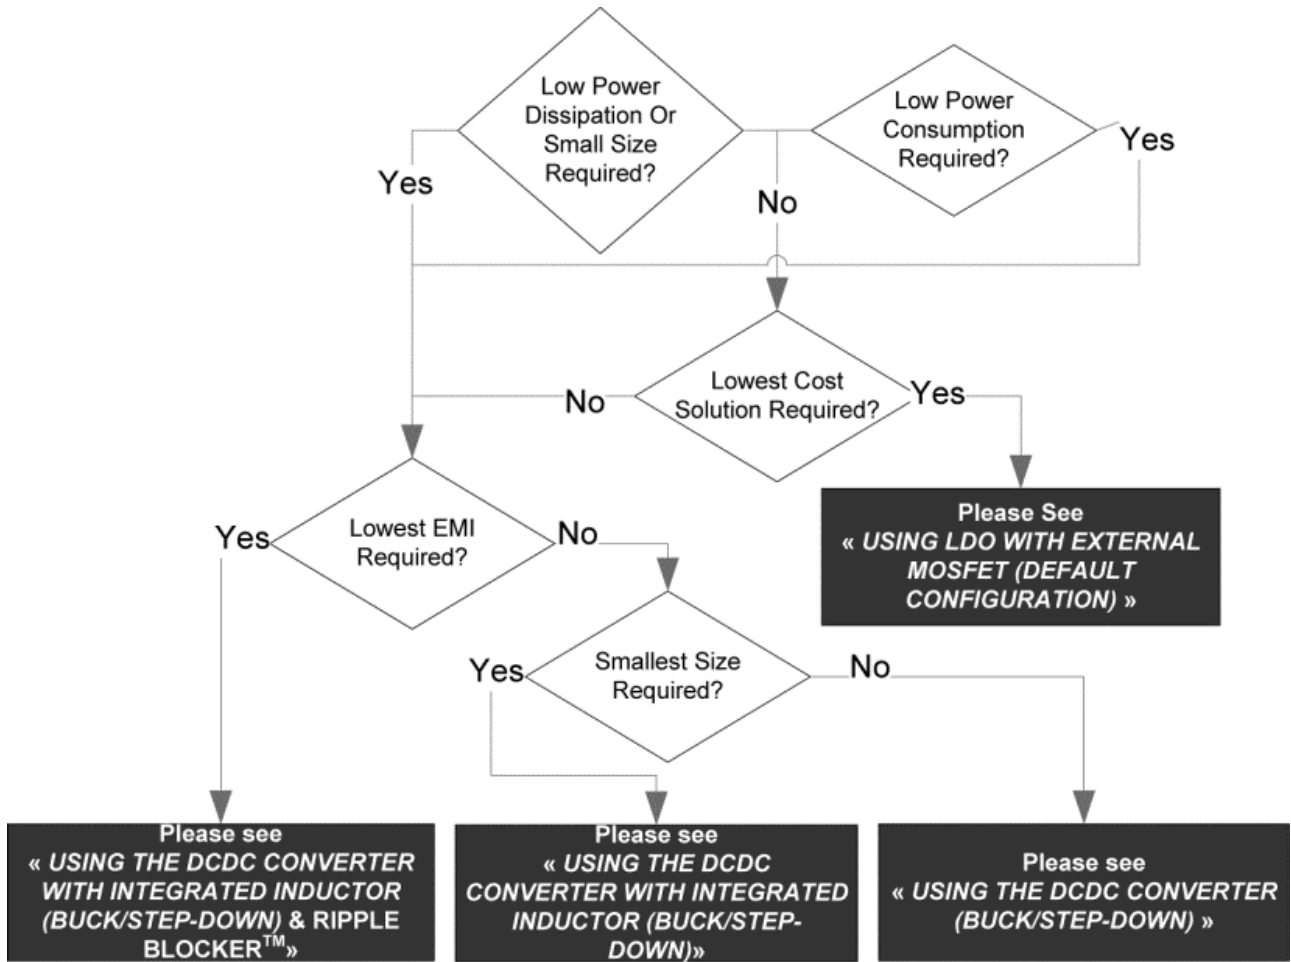 Low Power
Dissipation Or
Small Size
Required?
Low Power
Consumption
Required?
Yes
Yes
No
Lowest Cost
Solution Required?
No
Yes
Please See
« USING LDO WITH EXTERNAL
MOSFET (DEFAULT
CONFIGURATION) »
Lowest EMI
Required?
Yes
No
Smallest Size
Required?
Yes
No
Please see
« USING THE DCDC CONVERTER
WITH INTEGRATED INDUCTOR
(BUCK/STEP-DOWN) & RIPPLE
BLOCKER™»
Please see
« USING THE DCDC
CONVERTER WITH INTEGRATED
INDUCTOR (BUCK/STEP-
DOWN)»
Please see
« USING THE DCDC CONVERTER
(BUCK/STEP-DOWN) »